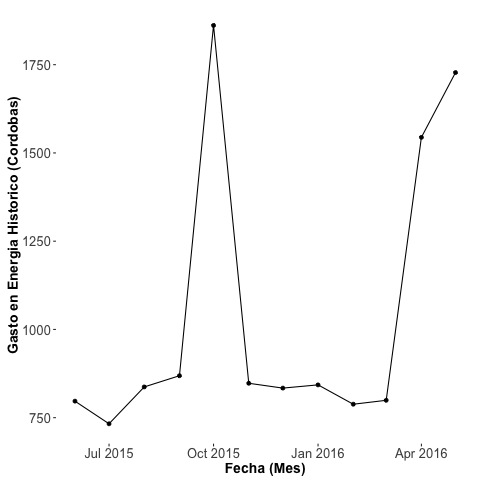 Gasto en Energia Historico (Cordobas)
1750
1500
1250
1000
750
Jul 2015
Oct 2015
Jan 2016
Apr 2016
Fecha (Mes)